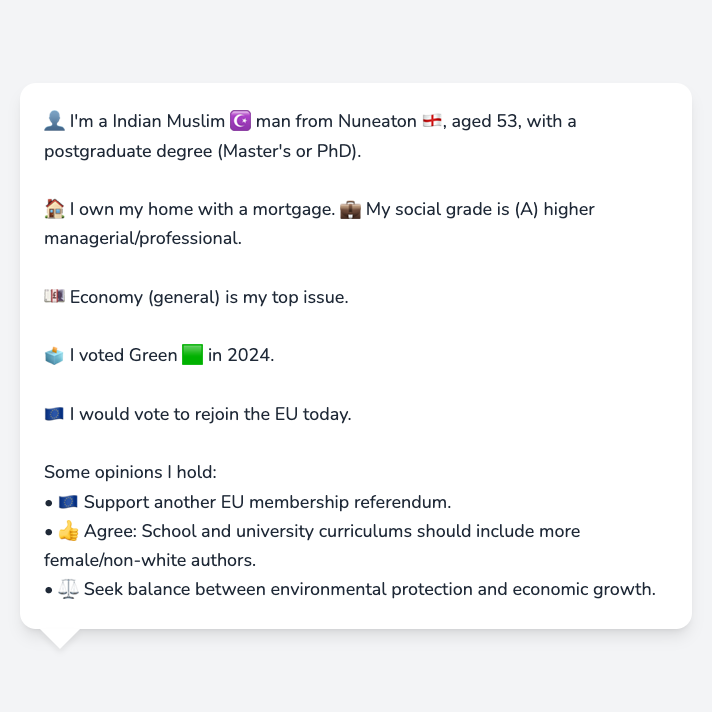 👤 I'm a Indian Muslim ☪️ man from Nuneaton 🏴󠁧󠁢󠁥󠁮󠁧󠁿, aged 53, with a
postgraduate degree (Master's or PhD).
🏠 I own my home with a mortgage. 💼 My social grade is (A) higher
managerial/professional.
💷 Economy (general) is my top issue.
🗳️ I voted Green 🟩 in 2024.
🇪🇺 I would vote to rejoin the EU today.
Some opinions I hold:
• 🇪🇺 Support another EU membership referendum.
• 👍 Agree: School and university curriculums should include more
female/non-white authors.
• ⚖️ Seek balance between environmental protection and economic growth.